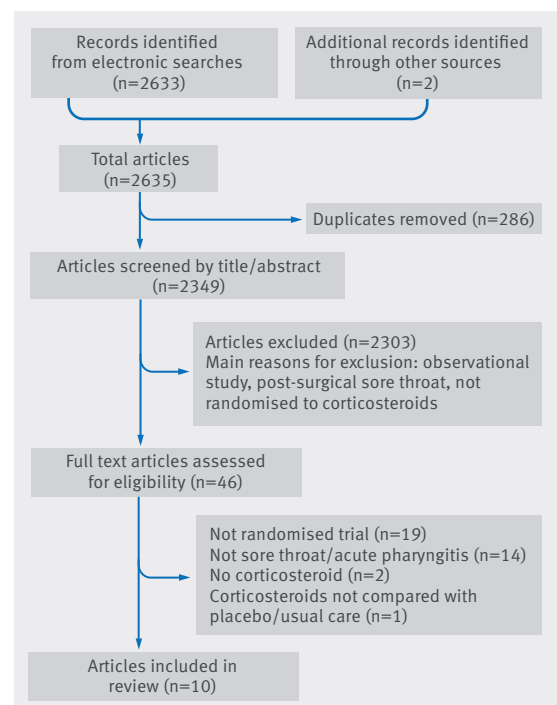 Records identified
from electronic searches
(n=2633)
Additional records identified
through other sources
(n=2)
Total articles
(n=2635)
Duplicates removed (n=286)
Articles screened by title/abstract
(n=2349)
Articles excluded (n=2303)
Main reasons for exclusion: observational
study, post-surgical sore throat, not
randomised to corticosteroids
Full text articles assessed
for eligibility (n=46)
Not randomised trial (n=19)
Not sore throat/acute pharyngitis (n=14)
No corticosteroid (n=2)
Corticosteroids not compared with
placebo/usual care (n=1)
Articles included in
review (n=10)